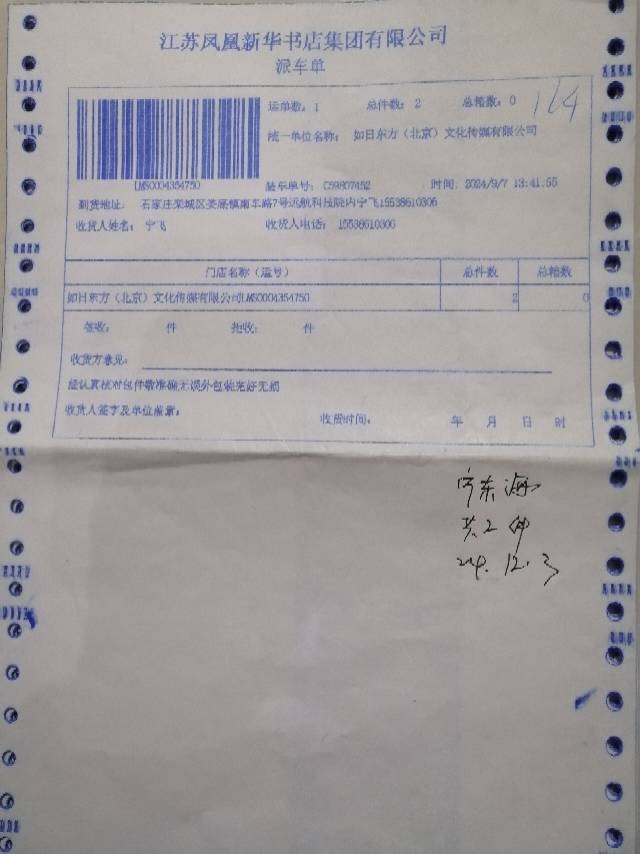 江苏凤凰新华书店集团有限公司
派车单
运单数：1 总件数：2 总箱数：0 164
统一单位名称： 如日东方（北京）文化传媒有限公司
LMS0004354750 装车单号：C59807452 时间：2024/9/7 13:41:55
到货地址： 石家庄栾城区娄底镇南车路7号远航科技院内宁飞15538610306
收货人姓名：宁飞 收货人电话：15538610306
门店名称（运号） 总件数 总箱数
如日东方（北京）文化传媒有限公司LMS0004354750 2 0
签收： 件 拒收： 件
收货方意见：
经认真核对包件数准确无误外包装完好无损
收货人签字及单位盖章： 收货时间： 年 月 日 时
宁东海
共2件
24.12.3